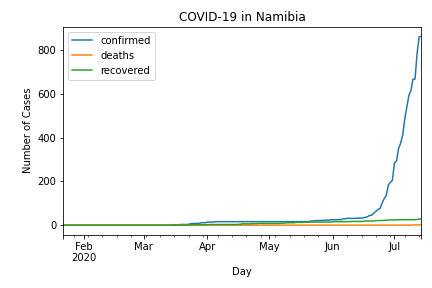 COVID-19 in Namibia
confirmed
deaths
recovered
Number of Cases
800
600
400
200
0
Feb
2020
Mar
Apr
May
Jun
Jul
Day